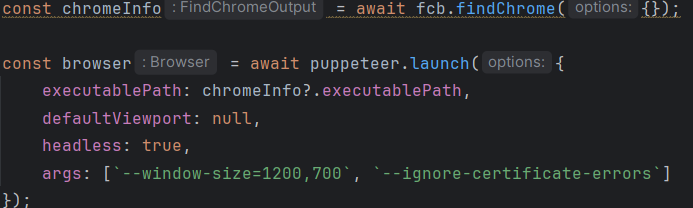 const chromeInfo : FindChromeOutput = await fcb.findChrome( options: {});
const browser : Browser = await puppeteer.launch( options: {
executablePath: chromeInfo?.executablePath,
defaultViewport: null,
headless: true,
args: [`--window-size=1200,700`, `--ignore-certificate-errors`]
});